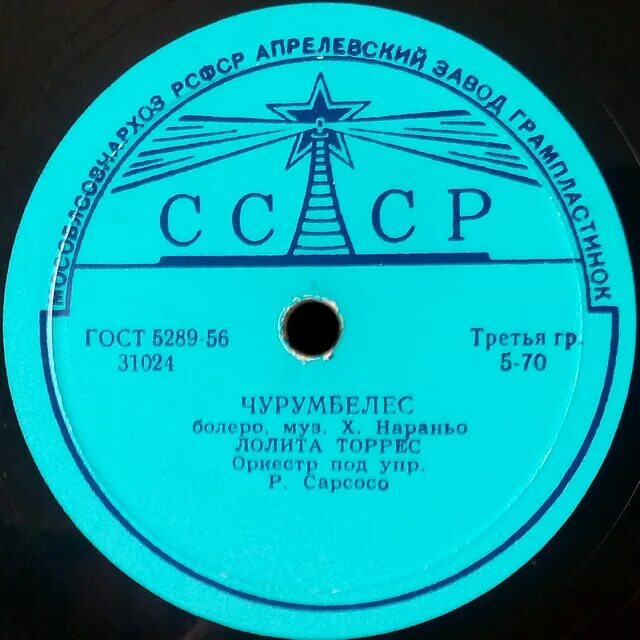 МОСОБЛСОВНАРХОЗ РСФСР АПРЕЛЕВСКИЙ ЗАВОД ГРАМПЛАСТИНОК
СССР
ГОСТ 5289-56
31024
Третья гр.
5-70
ЧУРУМБЕЛЕС
болеро, муз. Х. Нараньо
ЛОЛИТА ТОРРЕС
Оркестр под упр.
Р. Сарсосо